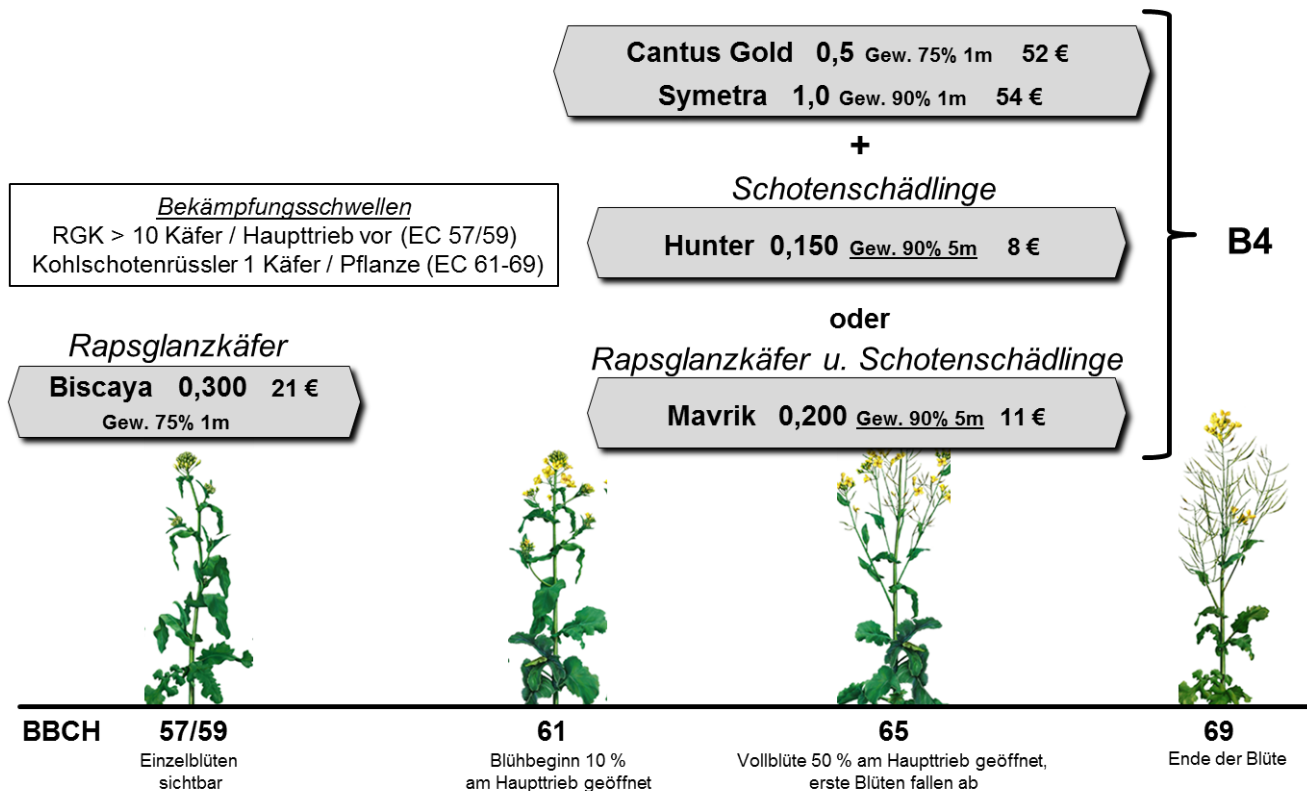 Cantus Gold 0,5 Gew. 75% 1m 52 €
Symetra 1,0 Gew. 90% 1m 54 €
+
Schotenschädlinge
Hunter 0,150 Gew. 90% 5m 8 €
oder
Rapsglanzkäfer u. Schotenschädlinge
Mavrik 0,200 Gew. 90% 5m 11 €
B4
Bekämpfungsschwellen
RGK > 10 Käfer / Haupttrieb vor (EC 57/59)
Kohlschotenrüssler 1 Käfer / Pflanze (EC 61-69)
Rapsglanzkäfer
Biscaya 0,300 21 €
Gew. 75% 1m
BBCH 57/59 61 65 69
Einzelblüten
sichtbar
Blühbeginn 10 %
am Haupttrieb geöffnet
Vollblüte 50 % am Haupttrieb geöffnet,
erste Blüten fallen ab
Ende der Blüte